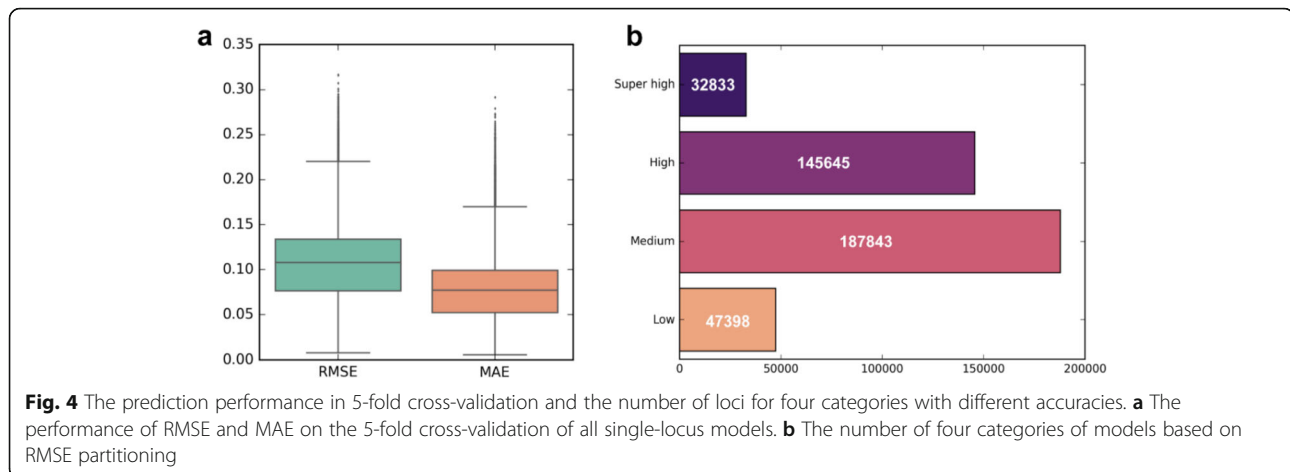 a
0.35
0.30
0.25
0.20
0.15
0.10
0.05
0.00
RMSE
MAE
b
Super high
32833
High
145645
Medium
187843
Low
47398
0
50000
100000
150000
200000
Fig. 4 The prediction performance in 5-fold cross-validation and the number of loci for four categories with different accuracies. a The
performance of RMSE and MAE on the 5-fold cross-validation of all single-locus models. b The number of four categories of models based on
RMSE partitioning